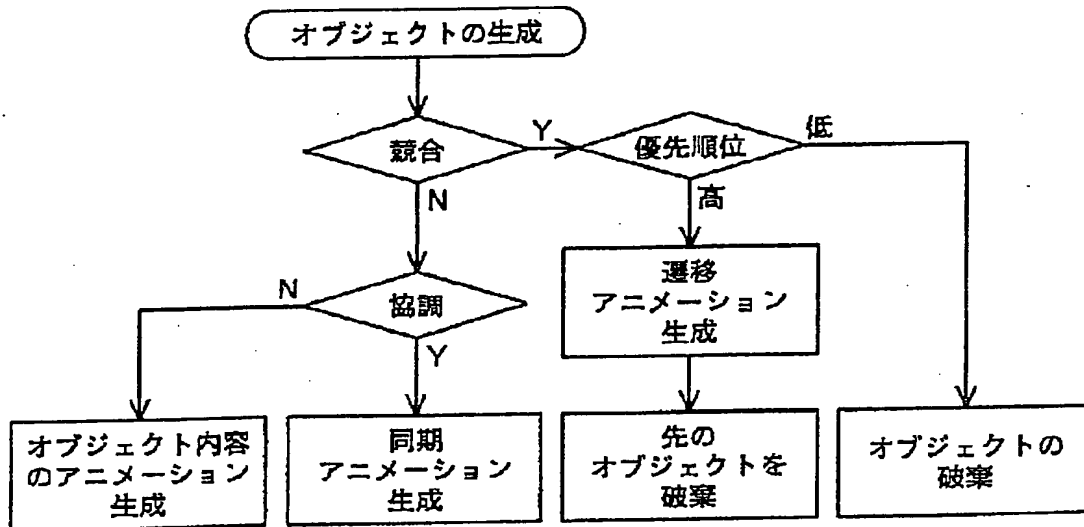 オブジェクトの生成
競合
Y
優先順位
低
N
高
遷移
アニメーション
生成
N
協調
Y
オブジェクト内容
のアニメーション
生成
同期
アニメーション
生成
先の
オブジェクトを
破棄
オブジェクトの
破棄